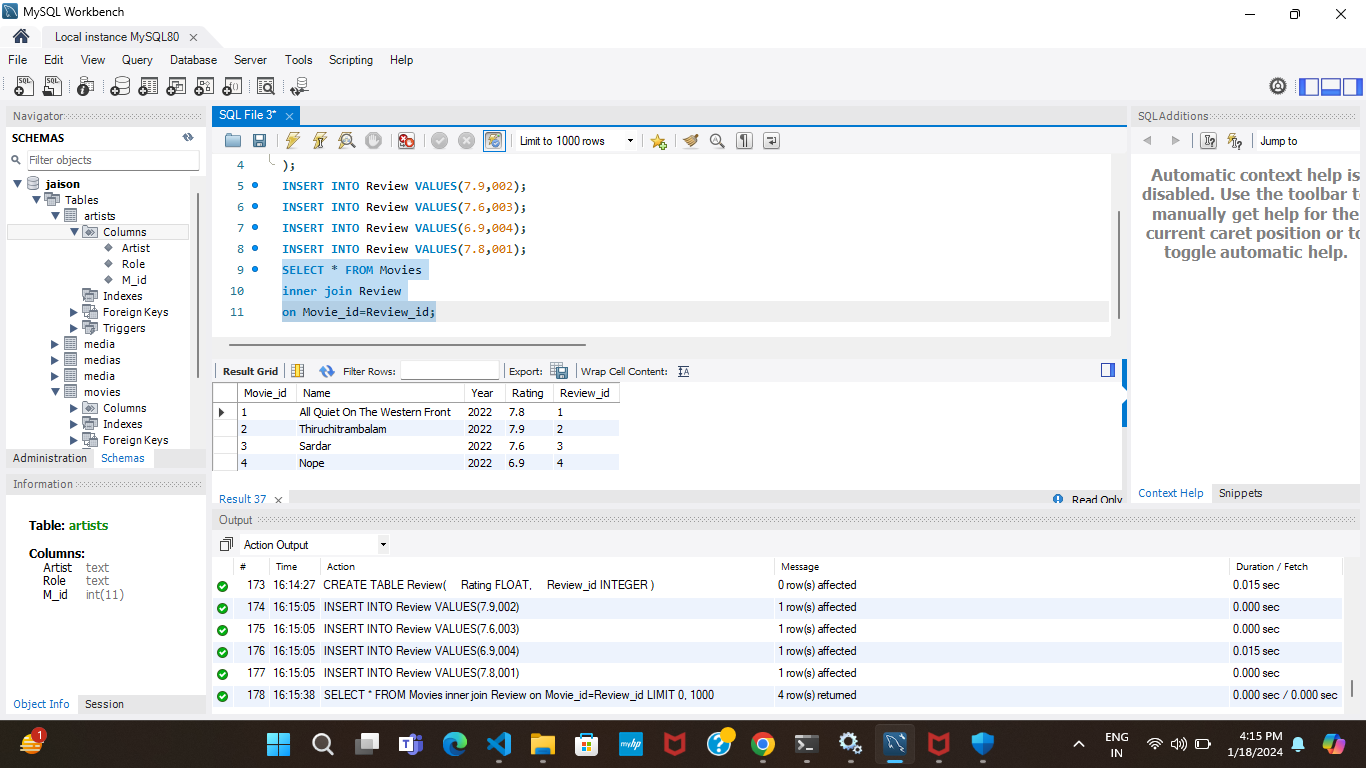 MySQL Workbench
Local instance MySQL80
File Edit View Query Database Server Tools Scripting Help
Navigator
SCHEMAS
Filter objects
jaison
Tables
artists
Columns
Artist
Role
M_id
Indexes
Foreign Keys
Triggers
media
medias
media
movies
Columns
Indexes
Foreign Keys
Administration Schemas
Information
Table: artists
Columns:
Artist text
Role text
M_id int(11)
Object Info Session
SQL File 3*
Limit to 1000 rows
4 );
5 INSERT INTO Review VALUES(7.9,002);
6 INSERT INTO Review VALUES(7.6,003);
7 INSERT INTO Review VALUES(6.9,004);
8 INSERT INTO Review VALUES(7.8,001);
9 SELECT * FROM Movies
10 inner join Review
11 on Movie_id=Review_id;
Result Grid Filter Rows: Export: Wrap Cell Content:
Movie_id Name Year Rating Review_id
1 All Quiet On The Western Front 2022 7.8 1
2 Thiruchitrambalam 2022 7.9 2
3 Sardar 2022 7.6 3
4 Nope 2022 6.9 4
Result 37 Read Only
SQLAdditions
Jump to
Automatic context help is
disabled. Use the toolbar t
manually get help for the
current caret position or to
toggle automatic help.
Context Help Snippets
Output
Action Output
# Time Action Message Duration / Fetch
173 16:14:27 CREATE TABLE Review( Rating FLOAT, Review_id INTEGER ) 0 row(s) affected 0.015 sec
174 16:15:05 INSERT INTO Review VALUES(7.9,002) 1 row(s) affected 0.000 sec
175 16:15:05 INSERT INTO Review VALUES(7.6,003) 1 row(s) affected 0.000 sec
176 16:15:05 INSERT INTO Review VALUES(6.9,004) 1 row(s) affected 0.015 sec
177 16:15:05 INSERT INTO Review VALUES(7.8,001) 1 row(s) affected 0.000 sec
178 16:15:38 SELECT * FROM Movies inner join Review on Movie_id=Review_id LIMIT 0, 1000 4 row(s) returned 0.000 sec / 0.000 sec
1
myhp
ENG
IN
4:15 PM
1/18/2024